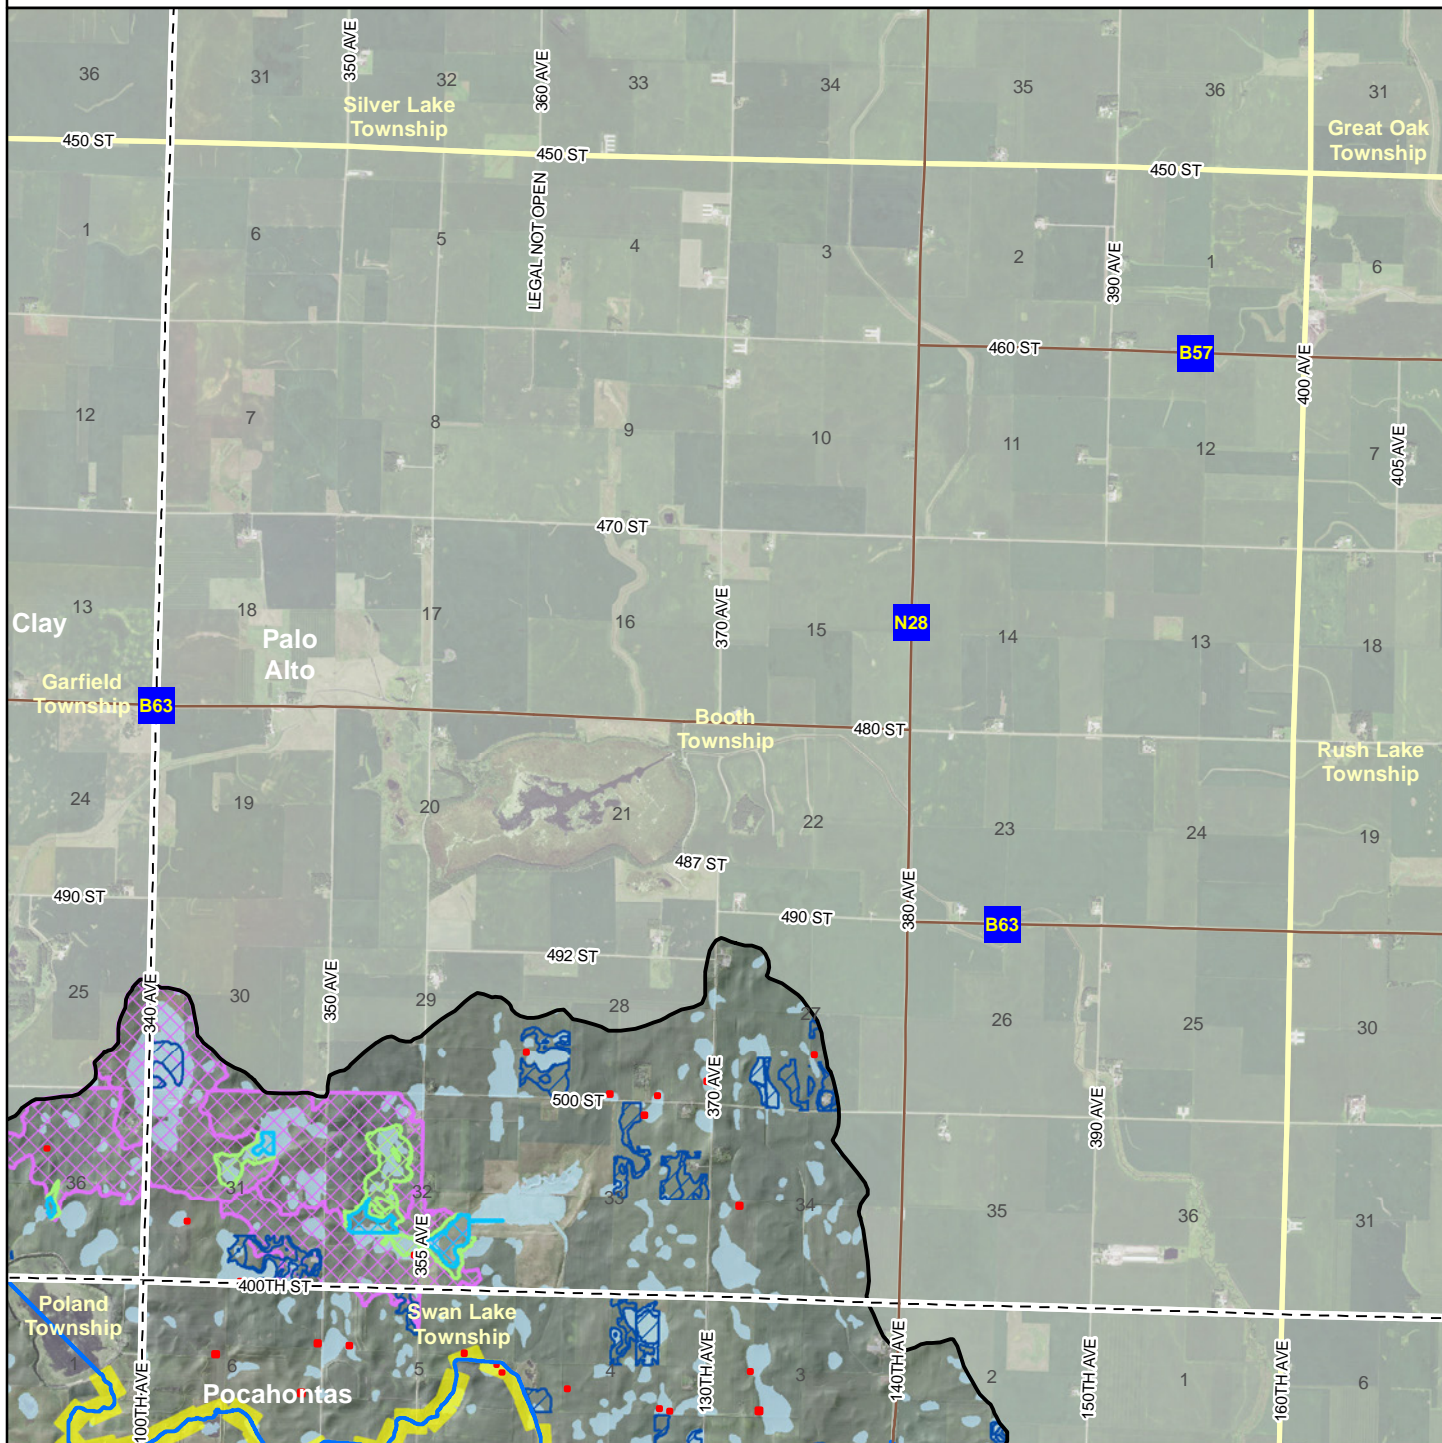 350 AVE
360 AVE
36
31
32
33
34
35
36
31
Silver Lake
Township
Great Oak
Township
450 ST
450 ST
450 ST
LEGAL NOT OPEN
1
6
5
4
3
2
390 AVE
1
6
460 ST
B57
400 AVE
12
7
8
9
10
11
12
7
405 AVE
470 ST
Clay
13
18
Palo
Alto
17
16
370 AVE
15
N28
14
13
18
Garfield
Township
B63
Booth
Township
480 ST
Rush Lake
Township
24
19
20
21
22
23
24
19
487 ST
490 ST
380 AVE
490 ST
B63
492 ST
25
340 AVE
30
350 AVE
29
28
27
26
25
30
500 ST
370 AVE
390 AVE
36
31
32
33
34
35
36
31
355 AVE
400TH ST
Poland
Township
Swan Lake
Township
1
6
5
4
3
2
1
6
Pocahontas
100TH AVE
130TH AVE
140TH AVE
150TH AVE
160TH AVE